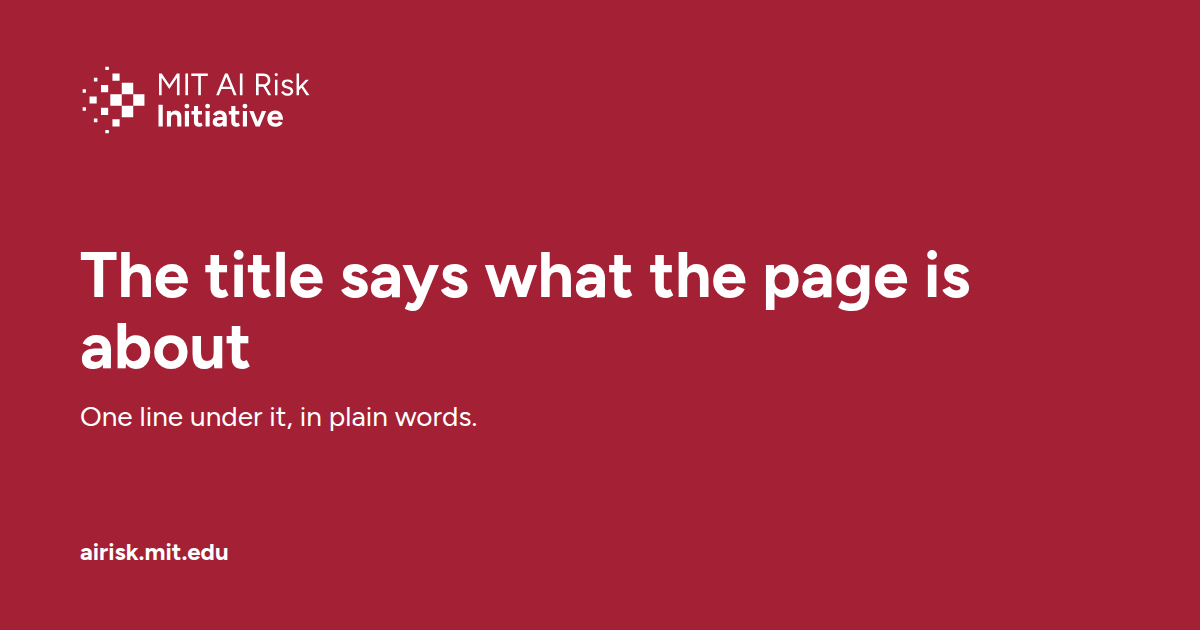 MIT AI Risk
Initiative
The title says what the page is
about
One line under it, in plain words.
airisk.mit.edu